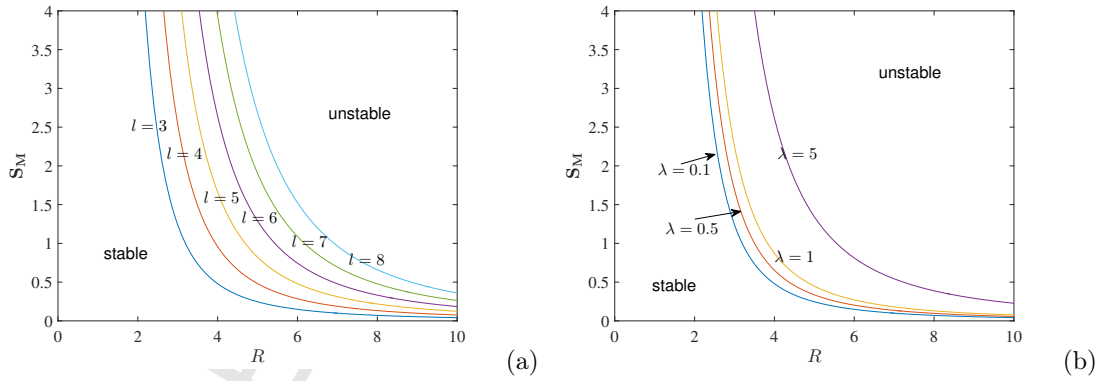 4
3.5
3
2.5
2
1.5
1
0.5
0
S_M
l = 3
l = 4
l = 5
l = 6
l = 7
l = 8
stable
unstable
0 2 4 6 8 10
R
(a)
4
3.5
3
2.5
2
1.5
1
0.5
0
S_M
λ = 0.1
λ = 0.5
λ = 1
λ = 5
stable
unstable
0 2 4 6 8 10
R
(b)